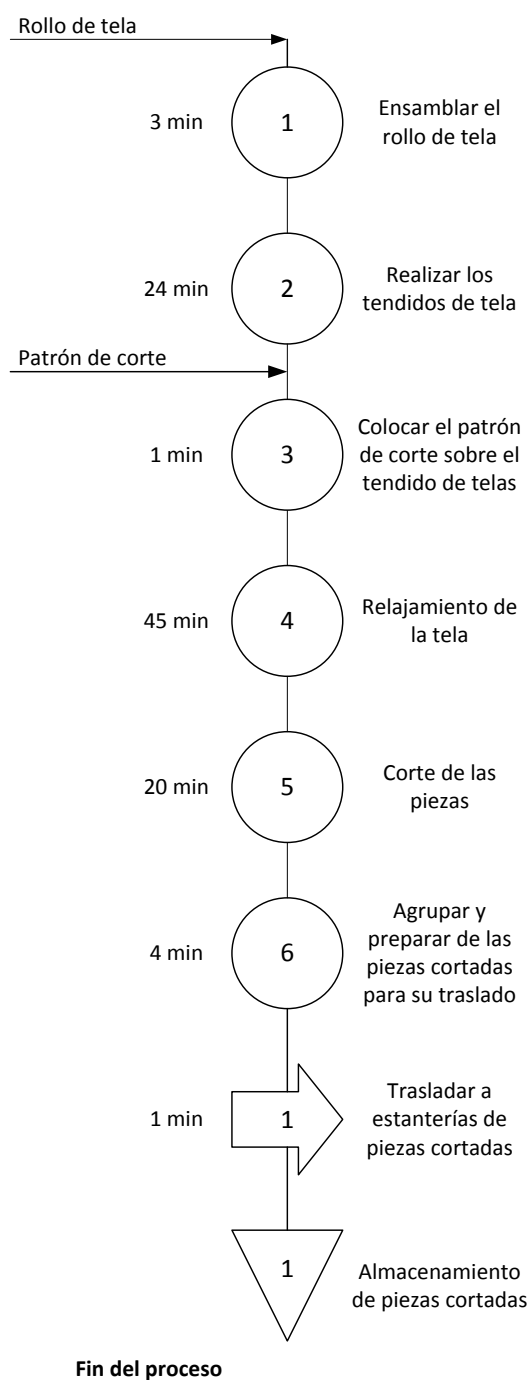 Rollo de tela
3 min
1
Ensamblar el
rollo de tela
24 min
2
Realizar los
tendidos de tela
Patrón de corte
1 min
3
Colocar el patrón
de corte sobre el
tendido de telas
45 min
4
Relajamiento de
la tela
20 min
5
Corte de las
piezas
4 min
6
Agrupar y
preparar de las
piezas cortadas
para su traslado
1 min
1
Trasladar a
estanterías de
piezas cortadas
1
Almacenamiento
de piezas cortadas
Fin del proceso